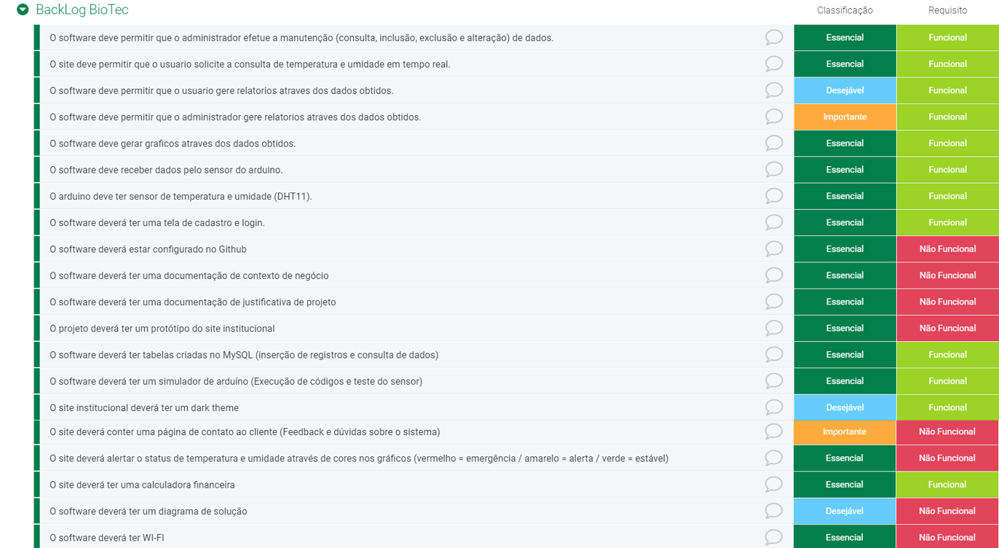 BackLog BioTec Classificação Requisito
O software deve permitir que o administrador efetue a manutenção (consulta, inclusão, exclusão e alteração) de dados. Essencial Funcional
O site deve permitir que o usuario solicite a consulta de temperatura e umidade em tempo real. Essencial Funcional
O software deve permitir que o usuario gere relatorios atraves dos dados obtidos. Desejável Funcional
O software deve permitir que o administrador gere relatorios atraves dos dados obtidos. Importante Funcional
O software deve gerar graficos atraves dos dados obtidos. Essencial Funcional
O software deve receber dados pelo sensor do arduino. Essencial Funcional
O arduino deve ter sensor de temperatura e umidade (DHT11). Essencial Funcional
O software deverá ter uma tela de cadastro e login. Essencial Funcional
O software deverá estar configurado no Github Essencial Não Funcional
O software deverá ter uma documentação de contexto de negócio Essencial Não Funcional
O software deverá ter uma documentação de justificativa de projeto Essencial Não Funcional
O projeto deverá ter um protótipo do site institucional Essencial Não Funcional
O software deverá ter tabelas criadas no MySQL (inserção de registros e consulta de dados) Essencial Funcional
O software deverá ter um simulador de arduíno (Execução de códigos e teste do sensor) Essencial Funcional
O site institucional deverá ter um dark theme Desejável Funcional
O site deverá conter uma página de contato ao cliente (Feedback e dúvidas sobre o sistema) Importante Não Funcional
O site deverá alertar o status de temperatura e umidade através de cores nos gráficos (vermelho = emergência / amarelo = alerta / verde = estável) Essencial Não Funcional
O site deverá ter uma calculadora financeira Essencial Funcional
O software deverá ter um diagrama de solução Desejável Não Funcional
O software deverá ter WI-FI Essencial Não Funcional